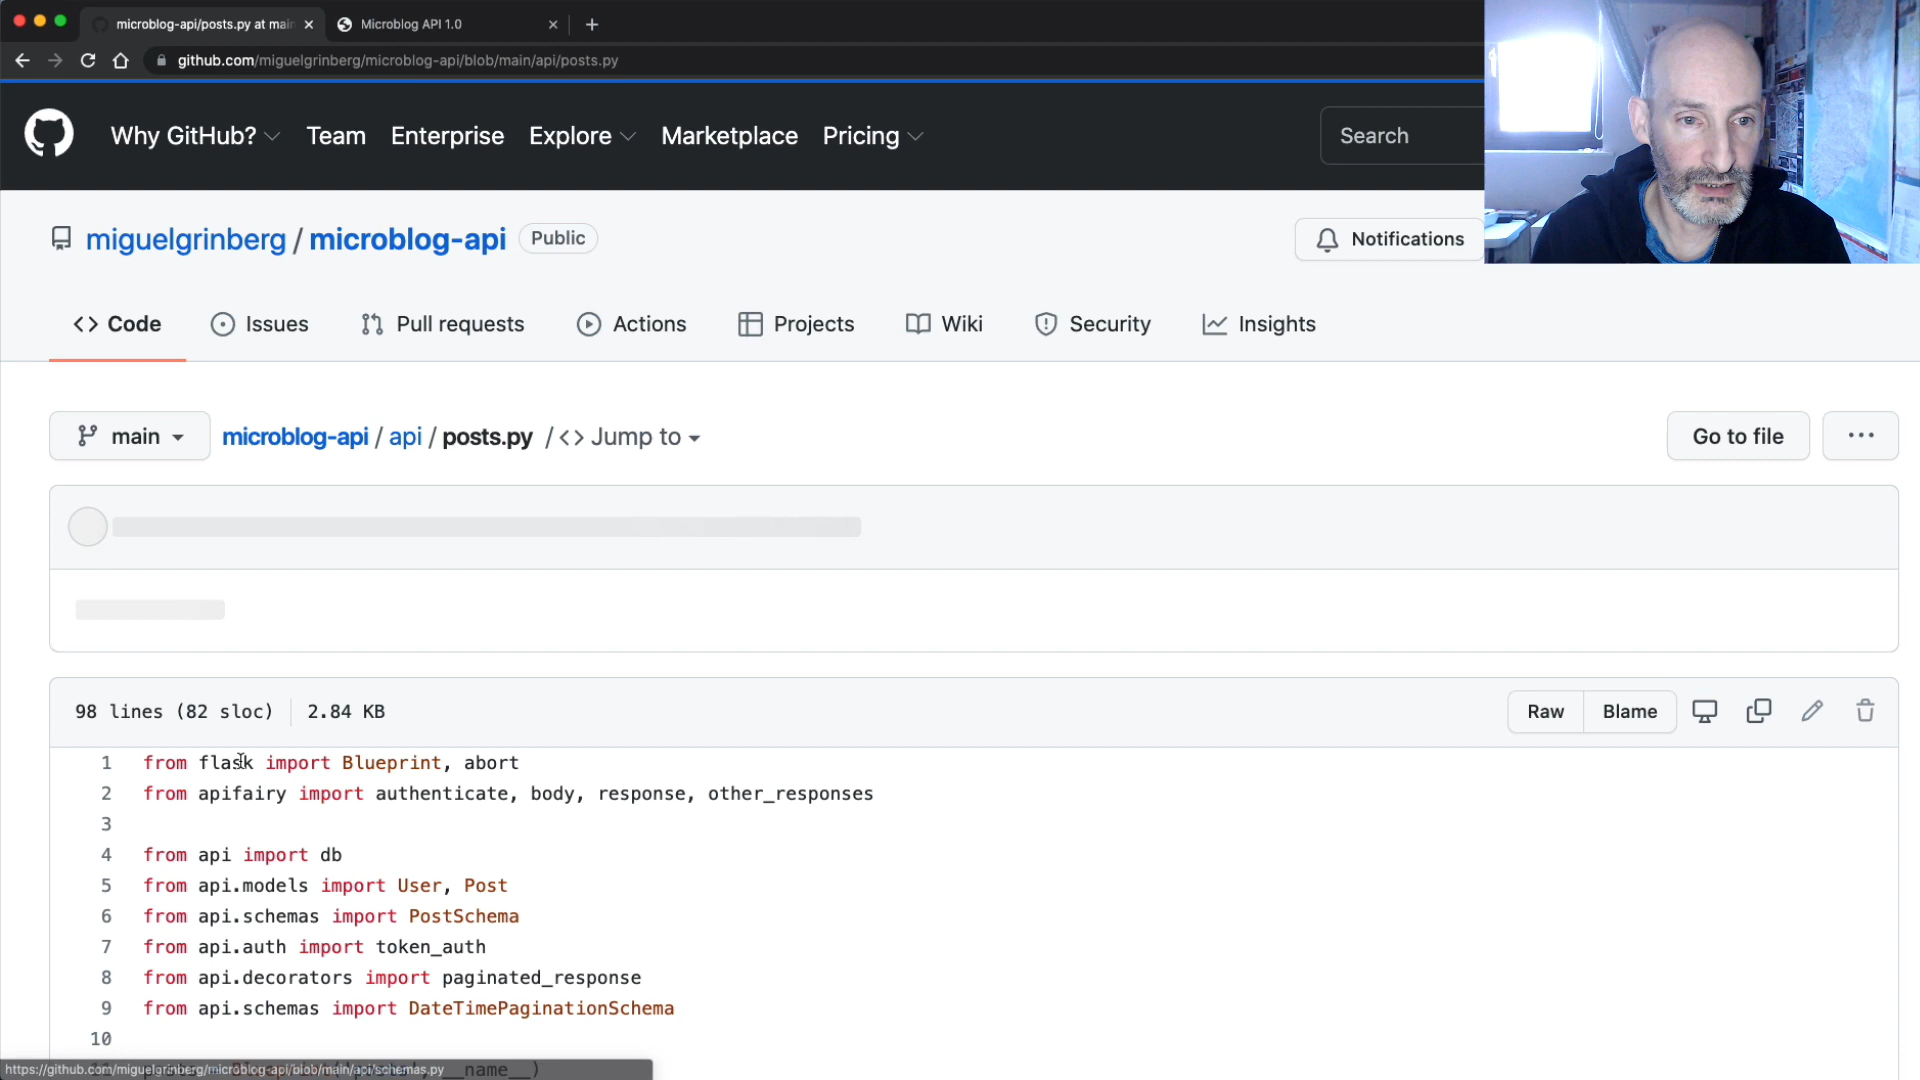 microblog-api/posts.py at main
Microblog API 1.0
github.com/miguelgrinberg/microblog-api/blob/main/api/posts.py
Why GitHub? Team Enterprise Explore Marketplace Pricing Search
miguelgrinberg / microblog-api Public Notifications
<> Code Issues Pull requests Actions Projects Wiki Security Insights
main microblog-api / api / posts.py / <> Jump to Go to file ...
98 lines (82 sloc) 2.84 KB Raw Blame
1 from flask import Blueprint, abort
2 from apifairy import authenticate, body, response, other_responses
3
4 from api import db
5 from api.models import User, Post
6 from api.schemas import PostSchema
7 from api.auth import token_auth
8 from api.decorators import paginated_response
9 from api.schemas import DateTimePaginationSchema
10
https://github.com/miguelgrinberg/microblog-api/blob/main/api/schemas.py